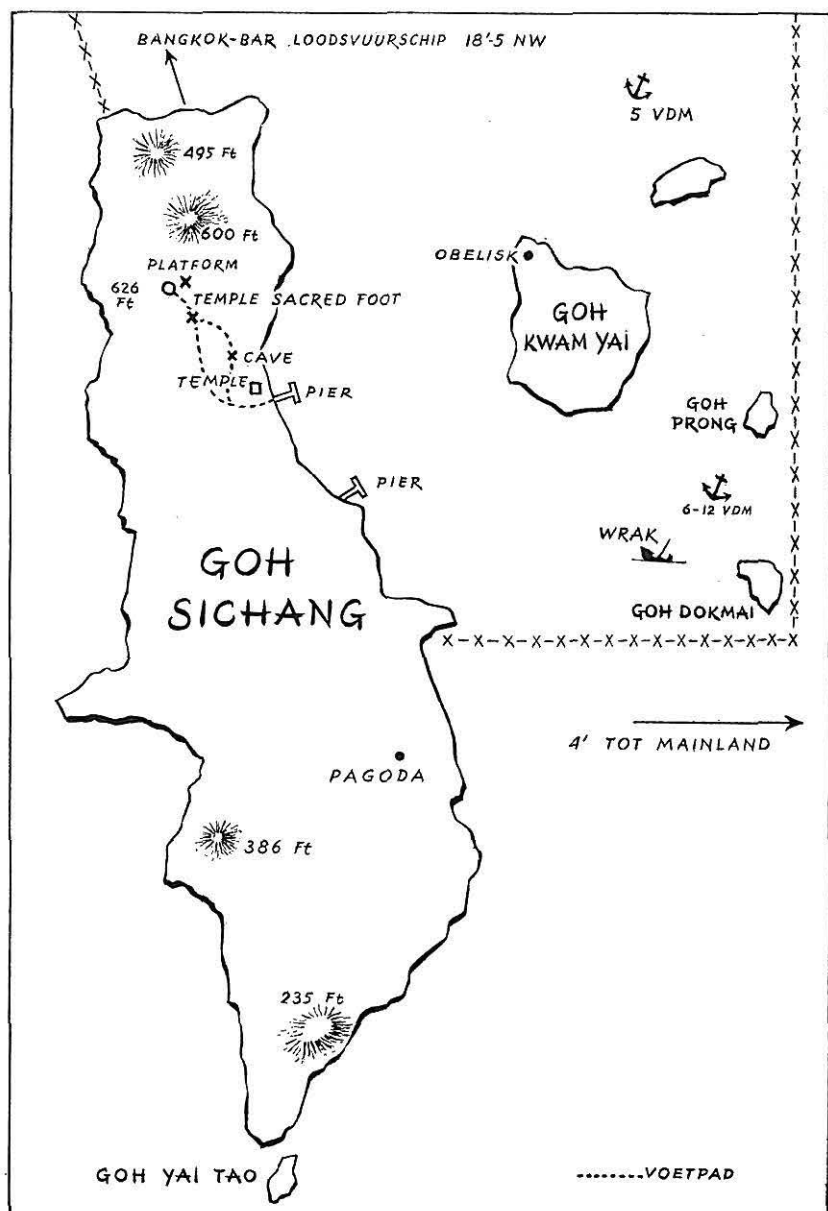 BANGKOK-BAR LOODSVUURSCHIP 18'-5 NW
5 VDM
495 Ft
600 Ft
OBELISK
PLATFORM
626
Ft
TEMPLE SACRED FOOT
GOH
KWAM YAI
CAVE
TEMPLE
PIER
GOH
PRONG
PIER
6-12 VDM
WRAK
GOH
SICHANG
GOH DOKMAI
4' TOT MAINLAND
PAGODA
386 Ft
235 Ft
GOH YAI TAO
VOETPAD